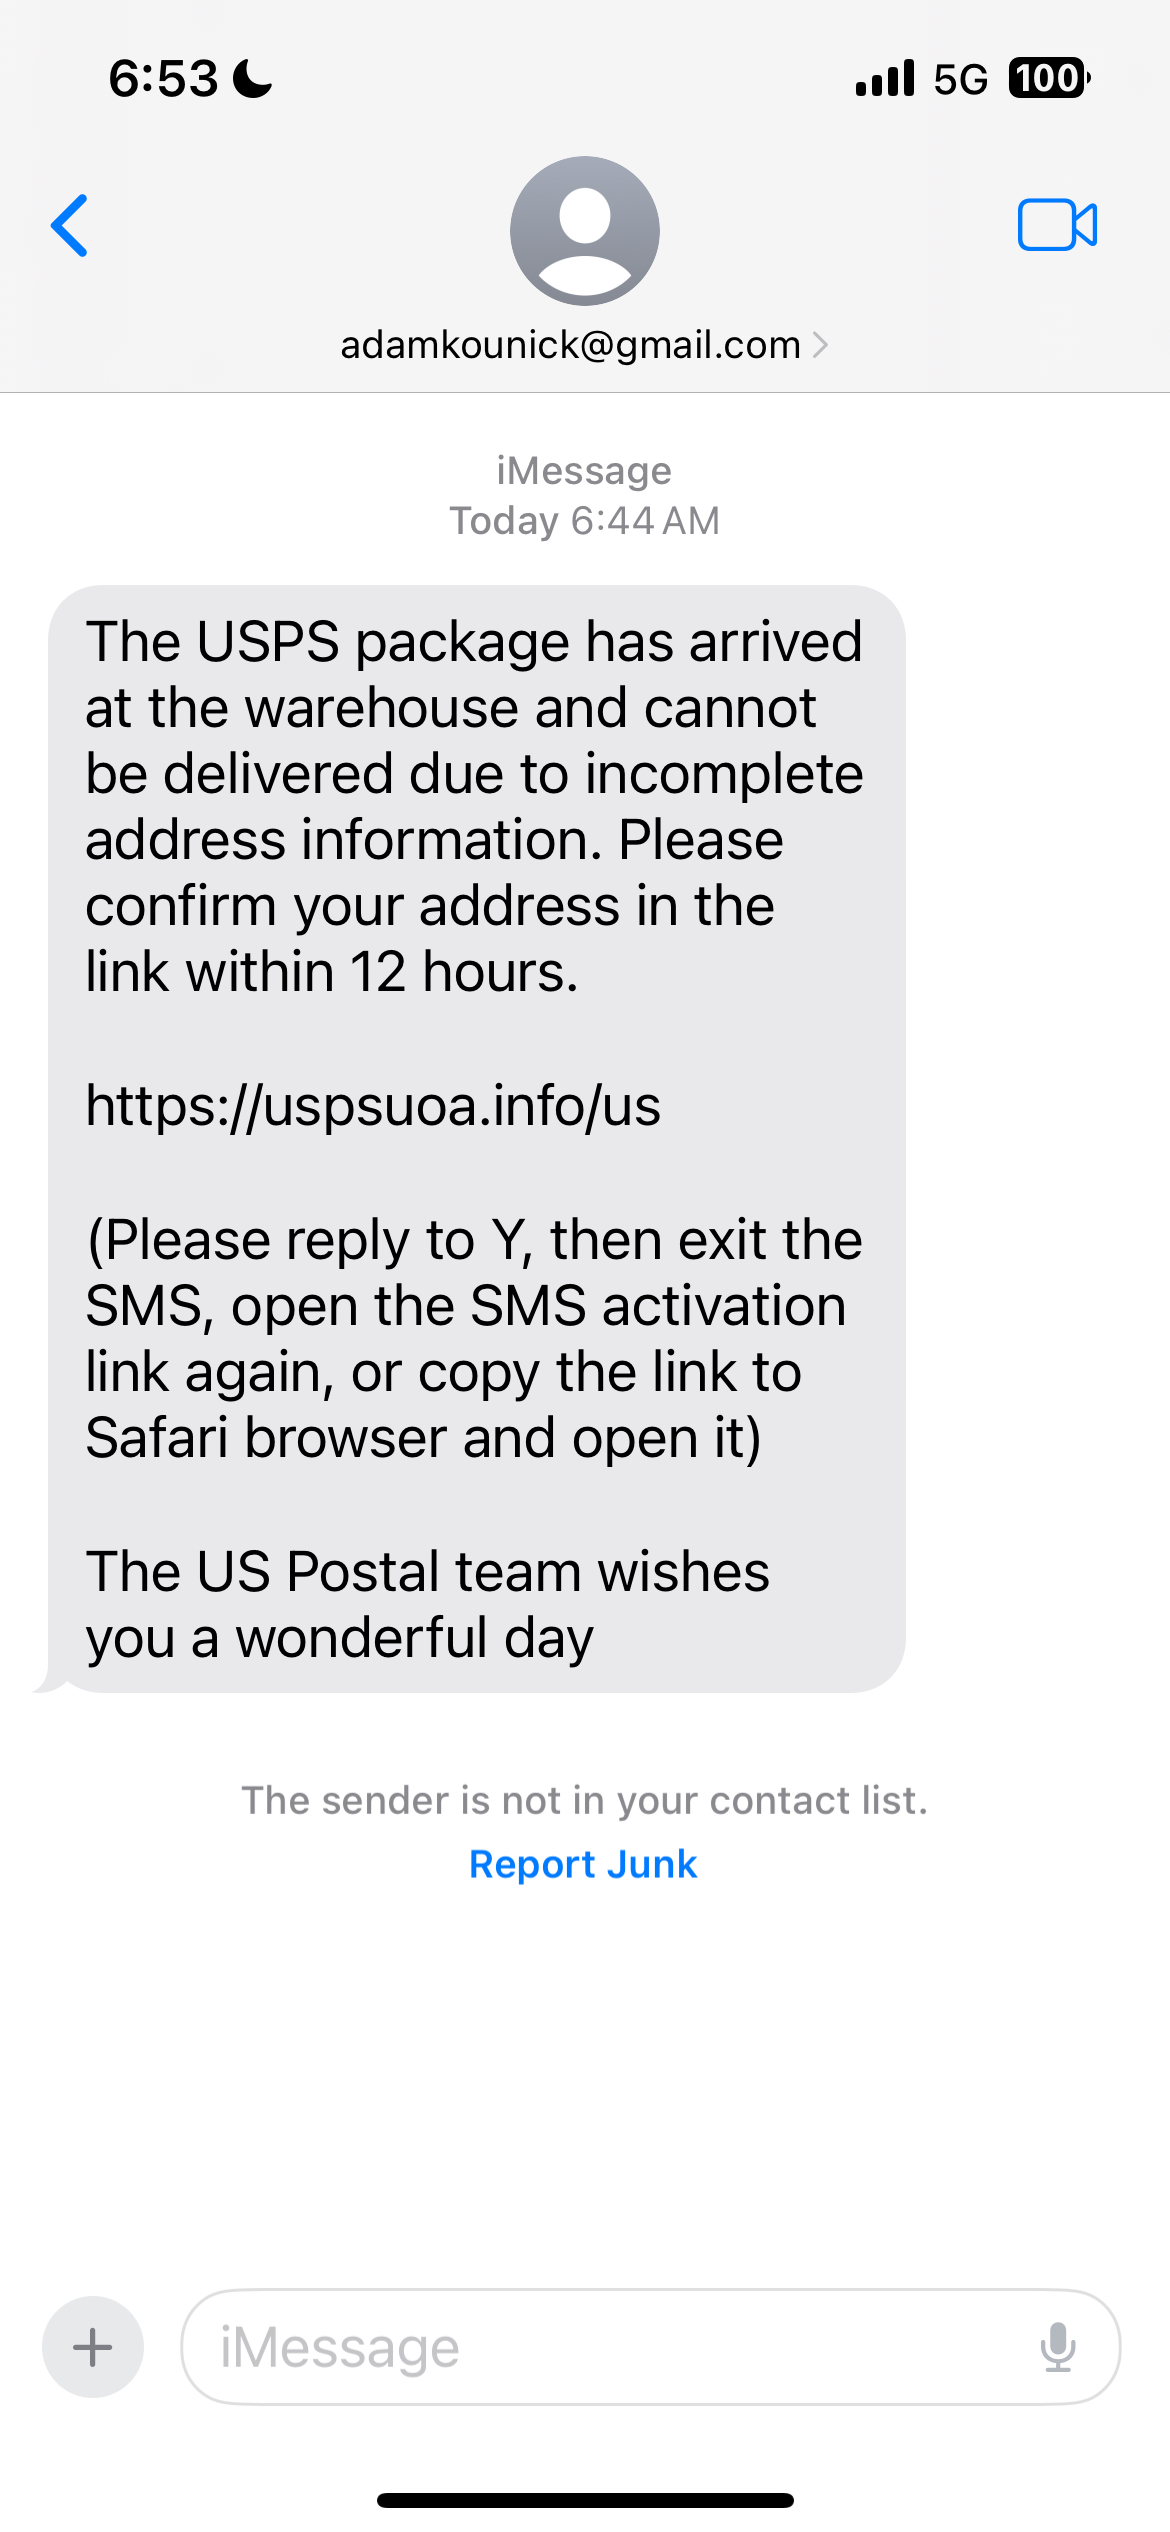 6:53
5G
100
adamkounick@gmail.com
iMessage
Today 6:44 AM
The USPS package has arrived
at the warehouse and cannot
be delivered due to incomplete
address information. Please
confirm your address in the
link within 12 hours.
https://uspsuoa.info/us
(Please reply to Y, then exit the
SMS, open the SMS activation
link again, or copy the link to
Safari browser and open it)
The US Postal team wishes
you a wonderful day
The sender is not in your contact list.
Report Junk
iMessage